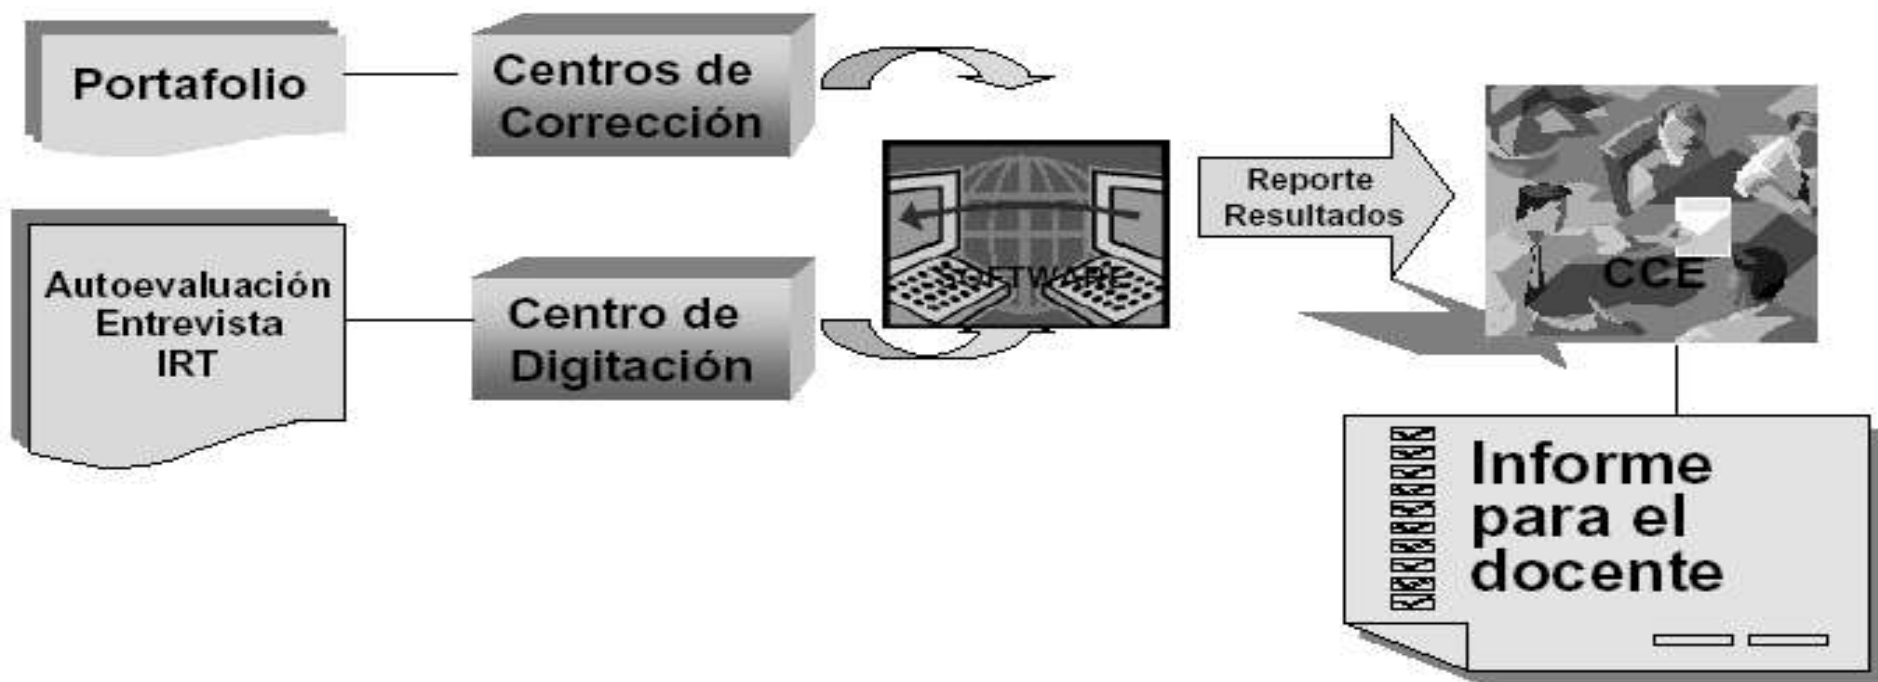 Portafolio
Centros de
Corrección
Autoevaluación
Entrevista
IRT
Centro de
Digitación
SOFTWARE
Reporte
Resultados
CCE
Informe
para el
docente